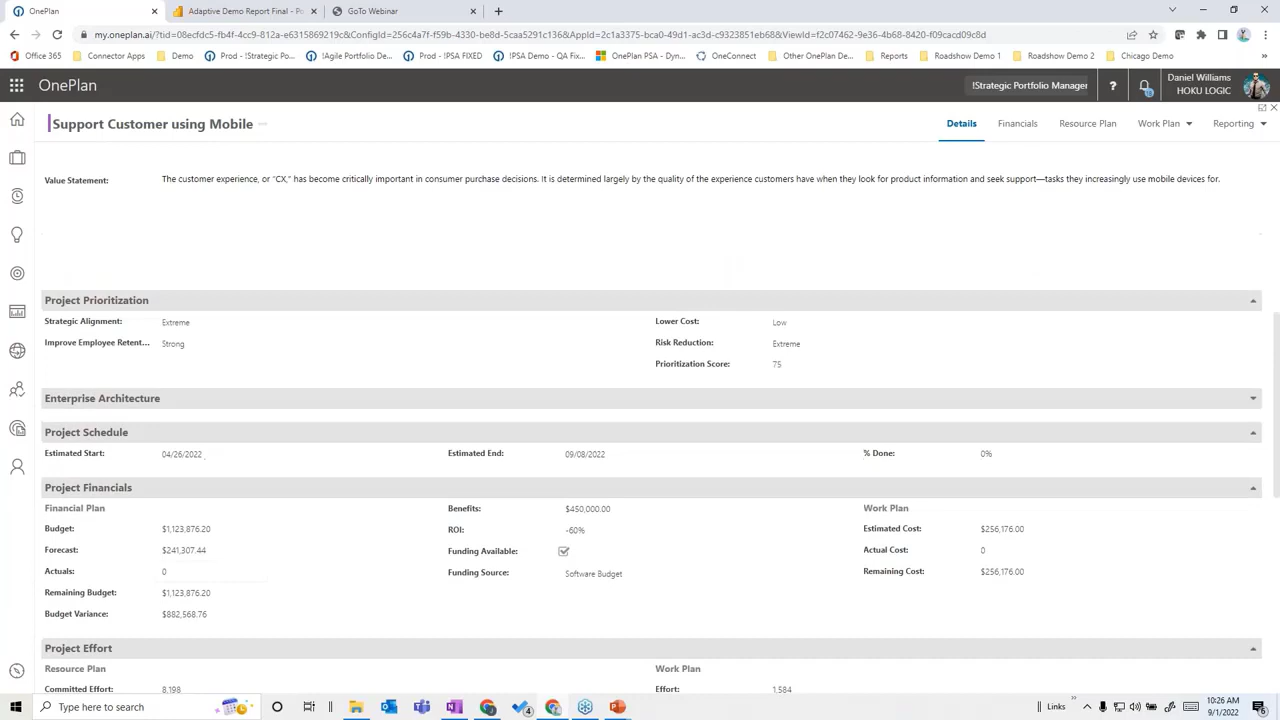 OnePlan
Adaptive Demo Report Final - Po
GoTo Webinar
my.oneplan.ai/?tid=08ecfdc5-fb4f-4cc9-812a-e6315869219c&ConfigId=256c4a7f-f59b-4330-be8d-5caa5291c136&AppId=2c1a3375-bca0-49d1-ac3d-c9323851eb68&ViewId=f2c07462-9e36-4b68-8420-f09cacd09c8d
Office 365
Connector Apps
Demo
Prod - !Strategic Po...
!Agile Portfolio Def...
Prod - !PSA FIXED
!PSA Demo - QA Fix...
OnePlan PSA - Dyn...
OneConnect
Other OnePlan De...
Reports
Roadshow Demo 1
Roadshow Demo 2
Chicago Demo
OnePlan
!Strategic Portfolio Manager
?
Daniel Williams
HOKU LOGIC
Support Customer using Mobile
Details
Financials
Resource Plan
Work Plan
Reporting
Value Statement:
The customer experience, or "CX," has become critically important in consumer purchase decisions. It is determined largely by the quality of the experience customers have when they look for product information and seek support—tasks they increasingly use mobile devices for.
Project Prioritization
Strategic Alignment: Extreme
Lower Cost: Low
Improve Employee Retent... Strong
Risk Reduction: Extreme
Prioritization Score: 75
Enterprise Architecture
Project Schedule
Estimated Start: 04/26/2022
Estimated End: 09/08/2022
% Done: 0%
Project Financials
Financial Plan
Benefits: $450,000.00
Work Plan
Budget: $1,123,876.20
ROI: -60%
Estimated Cost: $256,176.00
Forecast: $241,307.44
Funding Available:
Actual Cost: 0
Actuals: 0
Funding Source: Software Budget
Remaining Cost: $256,176.00
Remaining Budget: $1,123,876.20
Budget Variance: $882,568.76
Project Effort
Resource Plan
Work Plan
Committed Effort: 8,198
Effort: 1,584
Type here to search
Links
10:26 AM
9/1/2022